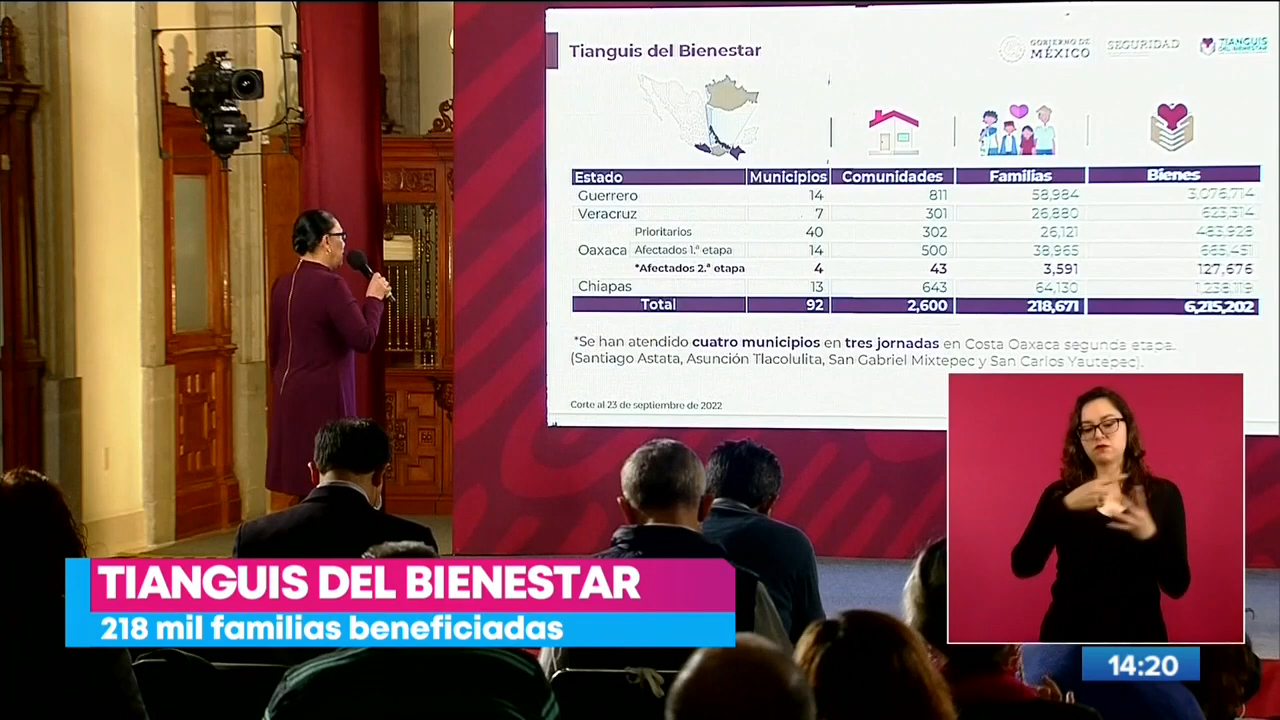 Tianguis del Bienestar
GOBIERNO DE MÉXICO SEGURIDAD TIANGUIS DEL BIENESTAR
Estado Municipios Comunidades Familias Bienes
Guerrero 14 811 58,984 3,076,714
Veracruz 7 301 26,880 623,314
Prioritarios 40 302 26,121 483,928
Oaxaca Afectados 1.ª etapa 14 500 38,965 665,451
*Afectados 2.ª etapa 4 43 3,591 127,676
Chiapas 13 643 64,130 1,238,119
Total 92 2,600 218,671 6,215,202
*Se han atendido cuatro municipios en tres jornadas en Costa Oaxaca segunda etapa.
(Santiago Astata, Asunción Tlacolulita, San Gabriel Mixtepec y San Carlos Yautepec).
Corte al 23 de septiembre de 2022
TIANGUIS DEL BIENESTAR
218 mil familias beneficiadas
14:20